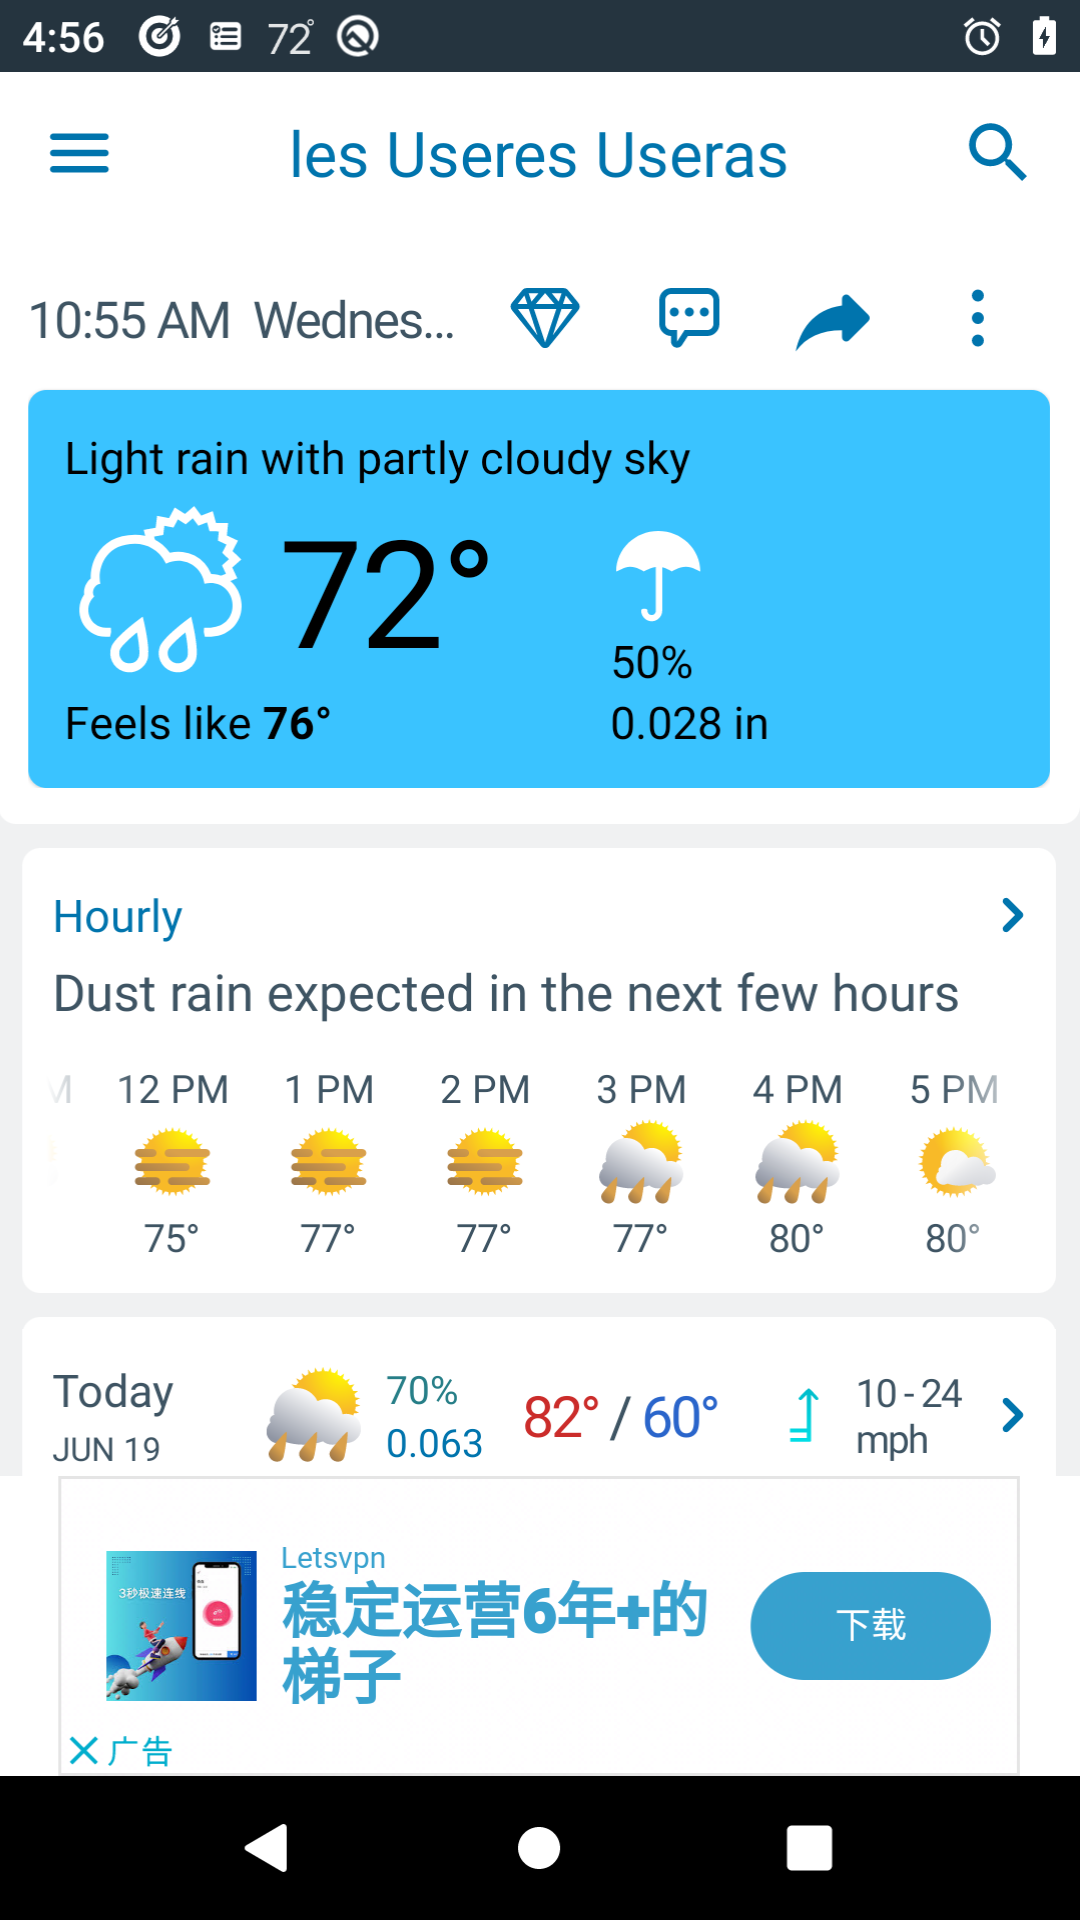 4:56 72°
les Useres Useras
10:55 AM Wednes...
Light rain with partly cloudy sky
72°
50%
Feels like 76°
0.028 in
Hourly
Dust rain expected in the next few hours
M 12 PM 1 PM 2 PM 3 PM 4 PM 5 PM
75° 77° 77° 77° 80° 80°
Today 70% 82° / 60° 10 - 24
JUN 19 0.063 mph
Letsvpn
3秒极速连线
稳定运营6年+的
梯子
下载
广告